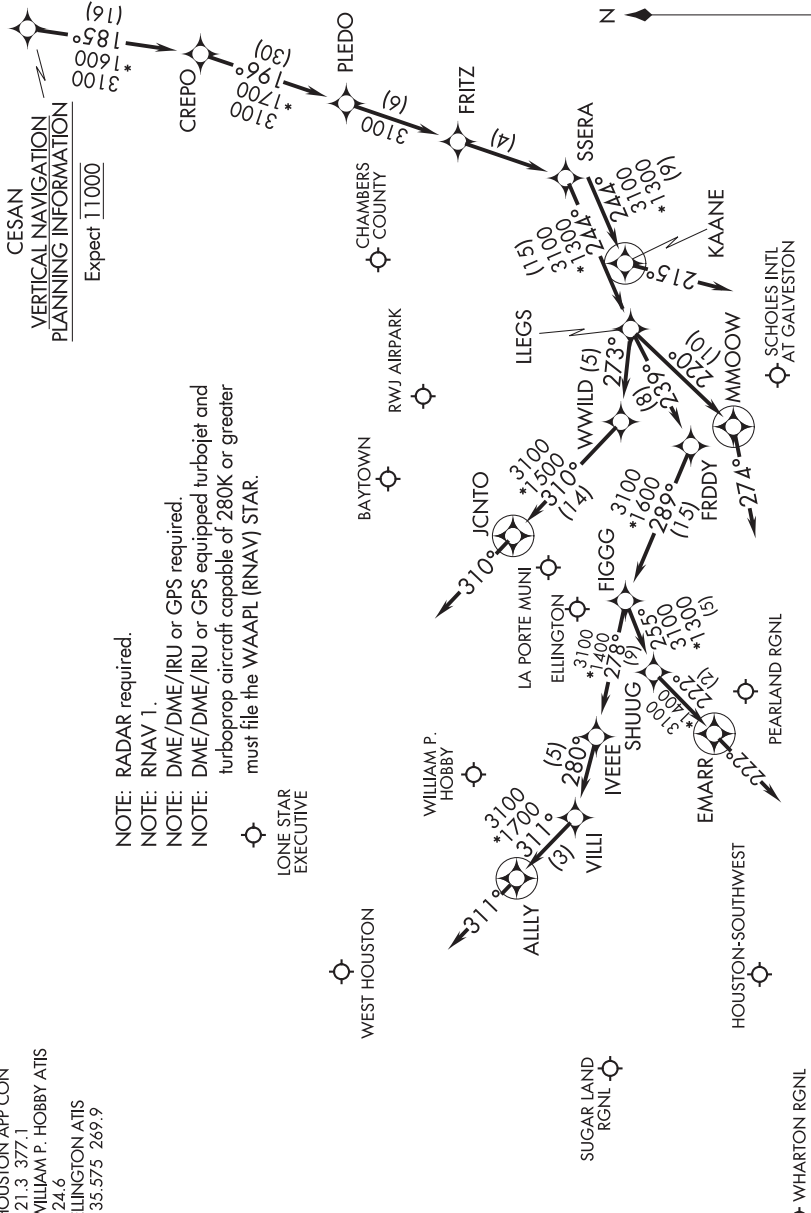 HOUSTON APP CON
21.3 377.1
WILLIAM P. HOBBY ATIS
24.6
ELLINGTON ATIS
35.575 269.9
NOTE: RADAR required.
NOTE: RNAV 1.
NOTE: DME/DME/IRU or GPS required.
NOTE: DME/DME/IRU or GPS equipped turbojet and
turboprop aircraft capable of 280K or greater
must file the WAAPL (RNAV) STAR.
CESAN
VERTICAL NAVIGATION
PLANNING INFORMATION
Expect 11000
(16)
185°
*1600
3100
CREPO
(30)
196°
*1700
3100
PLEDO
(6)
3100
FRITZ
(4)
SSERA
N
CHAMBERS
COUNTY
(15)
3100
*1300
244°
244°
3100
*1300
(9)
KAANE
215°
LLEGS
RWJ AIRPARK
BAYTOWN
WWILD
(5)
273°
(8)
239°
220°
(10)
MMOOW
274°
SCHOLES INTL
AT GALVESTON
JCNTO
3100
*1500
310°
(14)
310°
FRDDY
3100
*1600
289°
(15)
FIGGG
LA PORTE MUNI
ELLINGTON
3100
*1400
278°
(9)
255°
3100
*1300
(5)
SHUUG
3100
*1400
222°
(2)
EMARR
222°
PEARLAND RGNL
WILLIAM P.
HOBBY
IVEEE
(5)
280°
VILLI
3100
*1700
311°
(3)
ALLLY
311°
LONE STAR
EXECUTIVE
WEST HOUSTON
HOUSTON-SOUTHWEST
SUGAR LAND
RGNL
WHARTON RGNL